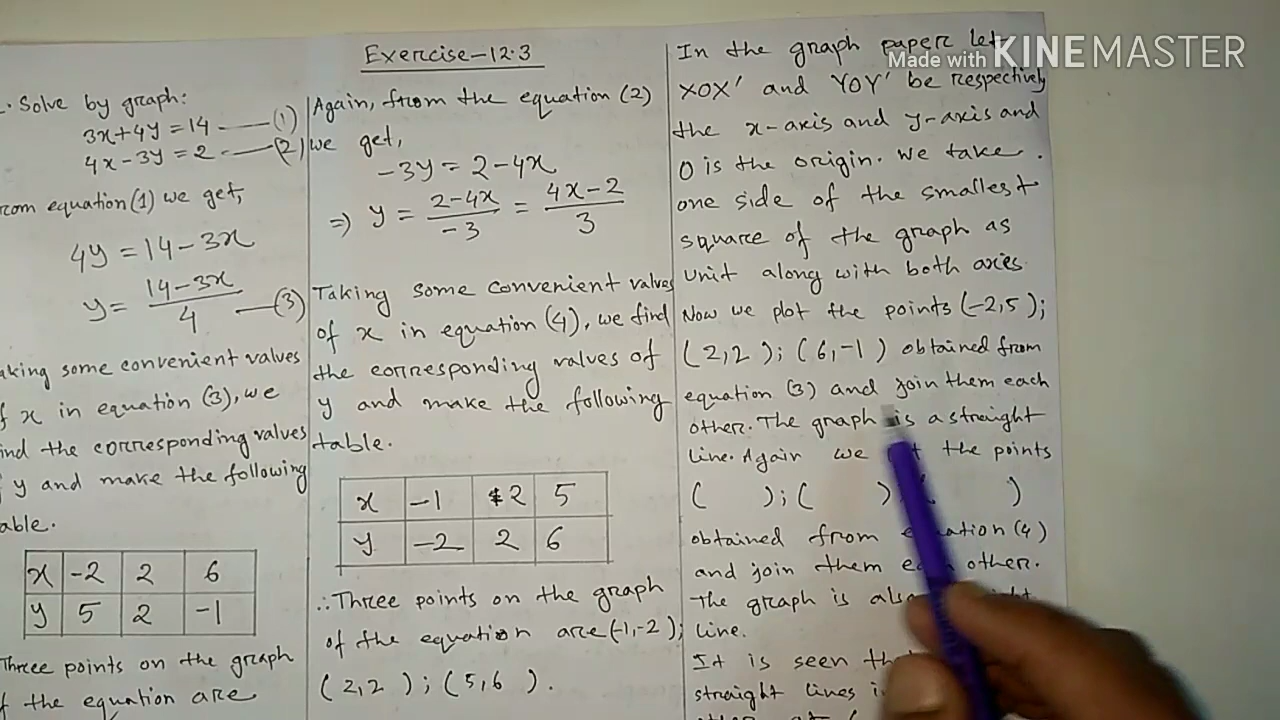 Exercise-12.3
Solve by graph:
3x+4y=14 — (1)
4x-3y=2 — (2)
rom equation (1) we get,
4y=14-3x
y= 14-3x / 4 — (3)
aking some convenient values
f x in equation (3), we
ind the corresponding values
y and make the following
able.
x -2 2 6
y 5 2 -1
Three points on the graph
f the equation are
Again, from the equation (2)
we get,
-3y=2-4x
⇒ y = 2-4x / -3 = 4x-2 / 3
Taking some convenient values
of x in equation (4), we find
the corresponding values of
y and make the following
table.
x -1 2 5
y -2 2 6
∴ Three points on the graph
of the equation are (-1,-2);
(2,2); (5,6).
In the graph paper let
XOX' and YOY' be respectively
the x-axis and y-axis and
O is the origin. We take
one side of the smallest
square of the graph as
unit along with both axies
Now we plot the points (-2,5);
(2,2); (6,-1) obtained from
equation (3) and join them each
other. The graph is a straight
line. Again we the points
( ); ( ) ( )
obtained from equation (4)
and join them other.
The graph is also
line.
It is seen
straight lines
Made with KINEMASTER